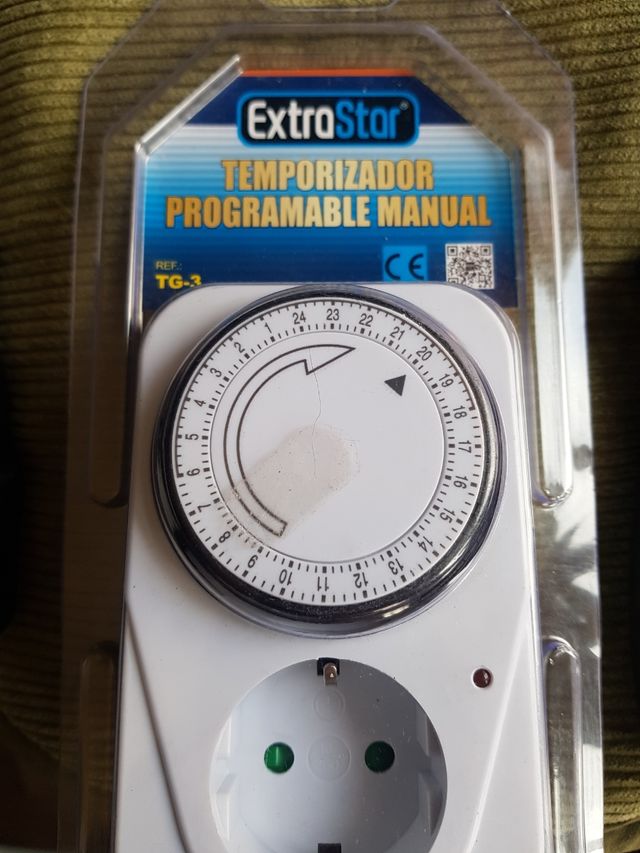 ExtraStar®
TEMPORIZADOR
PROGRAMABLE MANUAL
REF.:
TG-3
CE
24 23 22 21 20 19 18 17 16 15 14 13 12 11 10 9 8 7 6 5 4 3 2 1